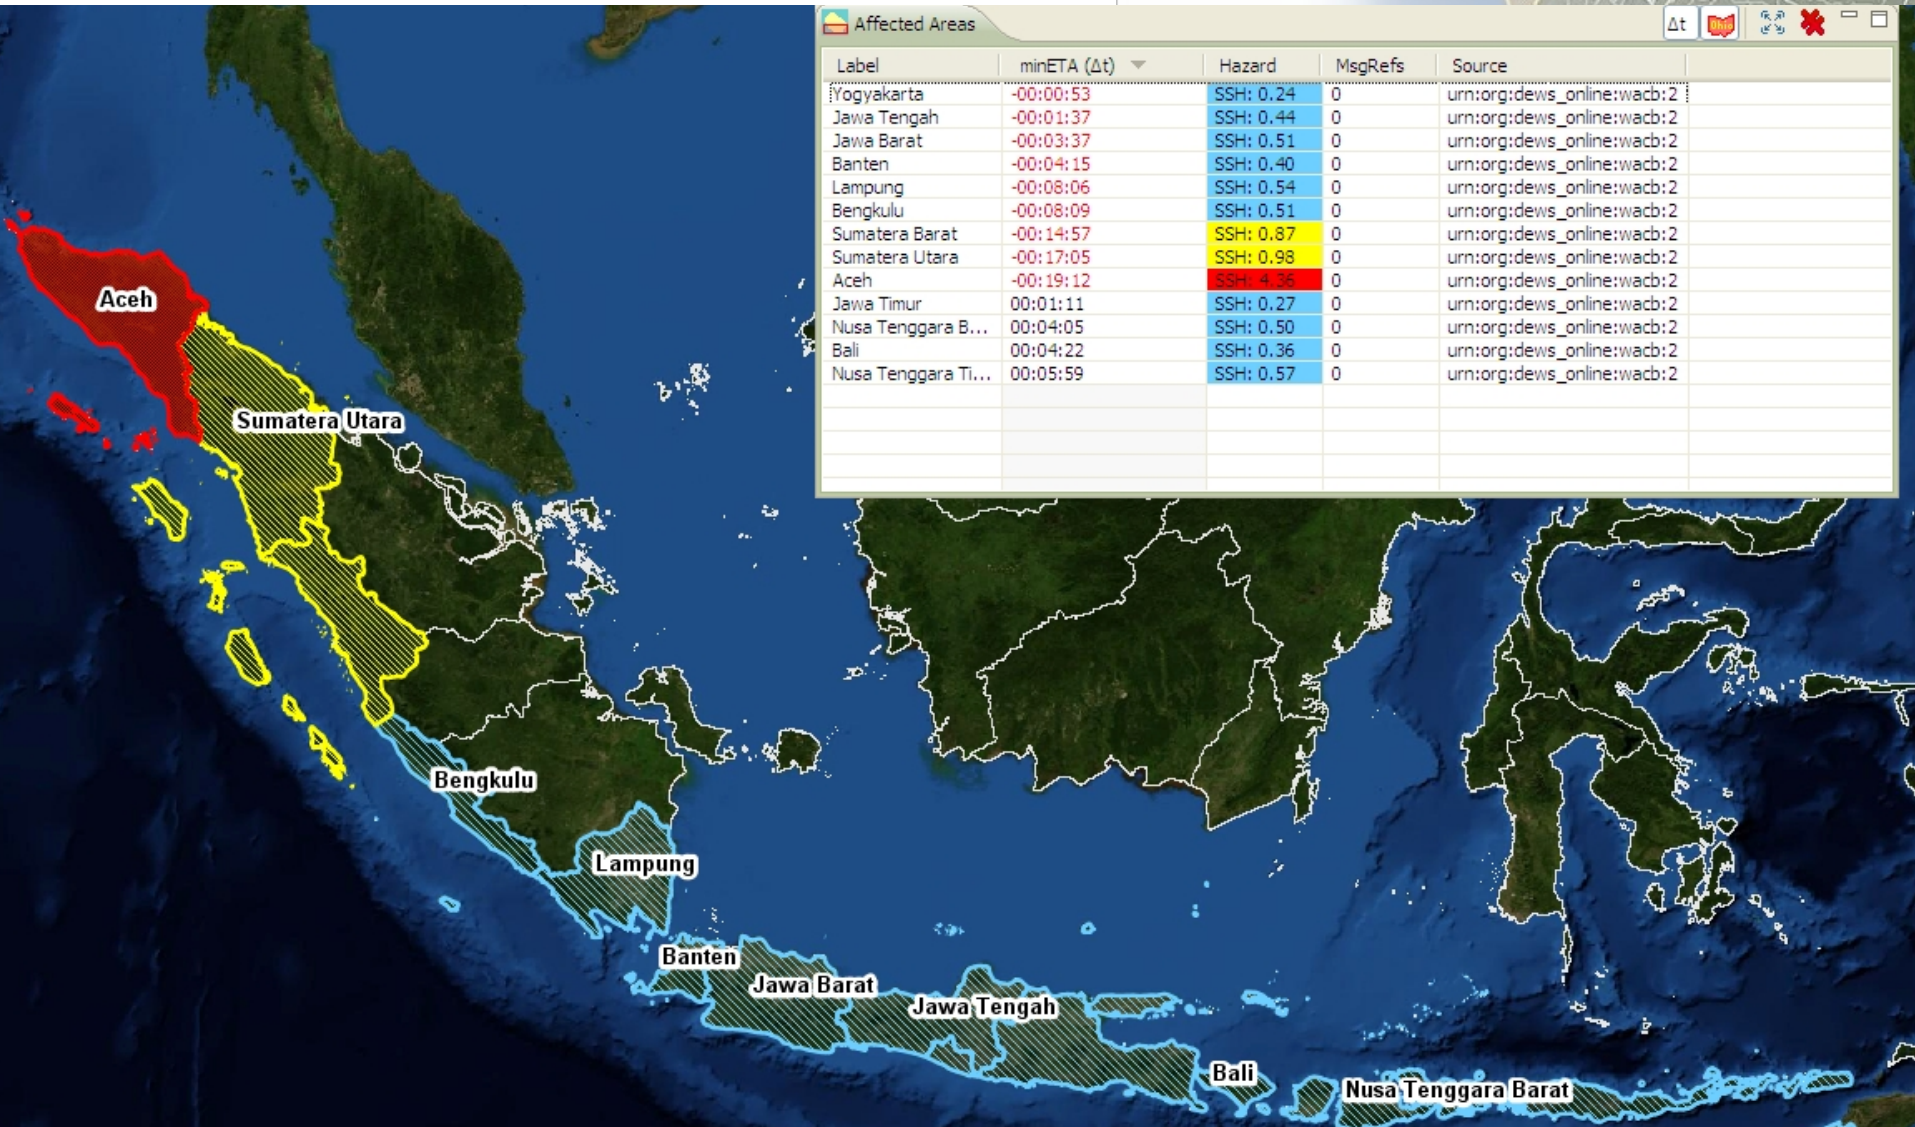 Affected Areas
Δt
Ohio
Label minETA (Δt) Hazard MsgRefs Source
Yogyakarta -00:00:53 SSH: 0.24 0 urn:org:dews_online:wacb:2
Jawa Tengah -00:01:37 SSH: 0.44 0 urn:org:dews_online:wacb:2
Jawa Barat -00:03:37 SSH: 0.51 0 urn:org:dews_online:wacb:2
Banten -00:04:15 SSH: 0.40 0 urn:org:dews_online:wacb:2
Lampung -00:08:06 SSH: 0.54 0 urn:org:dews_online:wacb:2
Bengkulu -00:08:09 SSH: 0.51 0 urn:org:dews_online:wacb:2
Sumatera Barat -00:14:57 SSH: 0.87 0 urn:org:dews_online:wacb:2
Sumatera Utara -00:17:05 SSH: 0.98 0 urn:org:dews_online:wacb:2
Aceh -00:19:12 SSH: 4.36 0 urn:org:dews_online:wacb:2
Jawa Timur 00:01:11 SSH: 0.27 0 urn:org:dews_online:wacb:2
Nusa Tenggara B... 00:04:05 SSH: 0.50 0 urn:org:dews_online:wacb:2
Bali 00:04:22 SSH: 0.36 0 urn:org:dews_online:wacb:2
Nusa Tenggara Ti... 00:05:59 SSH: 0.57 0 urn:org:dews_online:wacb:2
Aceh
Sumatera Utara
Bengkulu
Lampung
Banten
Jawa Barat
Jawa Tengah
Bali
Nusa Tenggara Barat